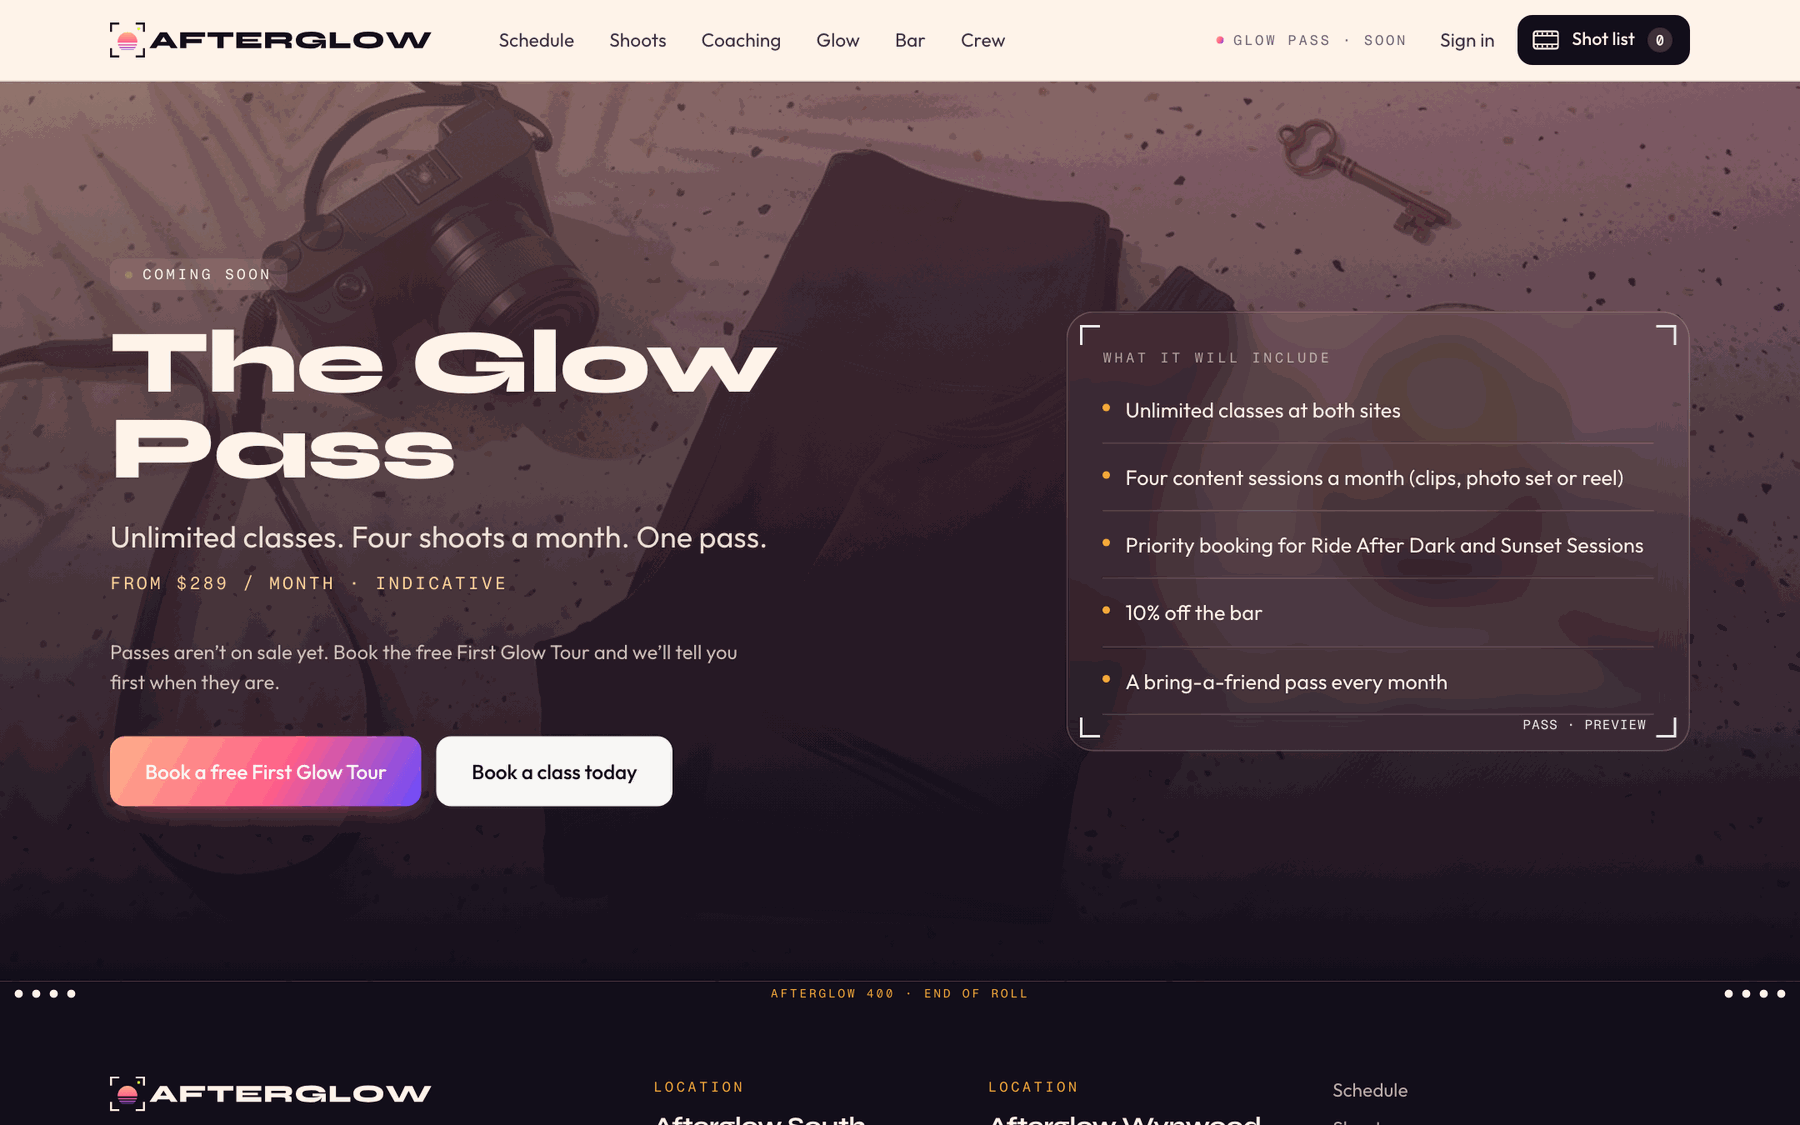 AFTERGLOW
Schedule
Shoots
Coaching
Glow
Bar
Crew
GLOW PASS · SOON
Sign in
Shot list
0
COMING SOON
The Glow
Pass
Unlimited classes. Four shoots a month. One pass.
FROM $289 / MONTH · INDICATIVE
Passes aren't on sale yet. Book the free First Glow Tour and we'll tell you
first when they are.
Book a free First Glow Tour
Book a class today
WHAT IT WILL INCLUDE
Unlimited classes at both sites
Four content sessions a month (clips, photo set or reel)
Priority booking for Ride After Dark and Sunset Sessions
10% off the bar
A bring-a-friend pass every month
PASS · PREVIEW
AFTERGLOW 400 · END OF ROLL
AFTERGLOW
LOCATION
Afterglow South
LOCATION
Afterglow Wynwood
Schedule